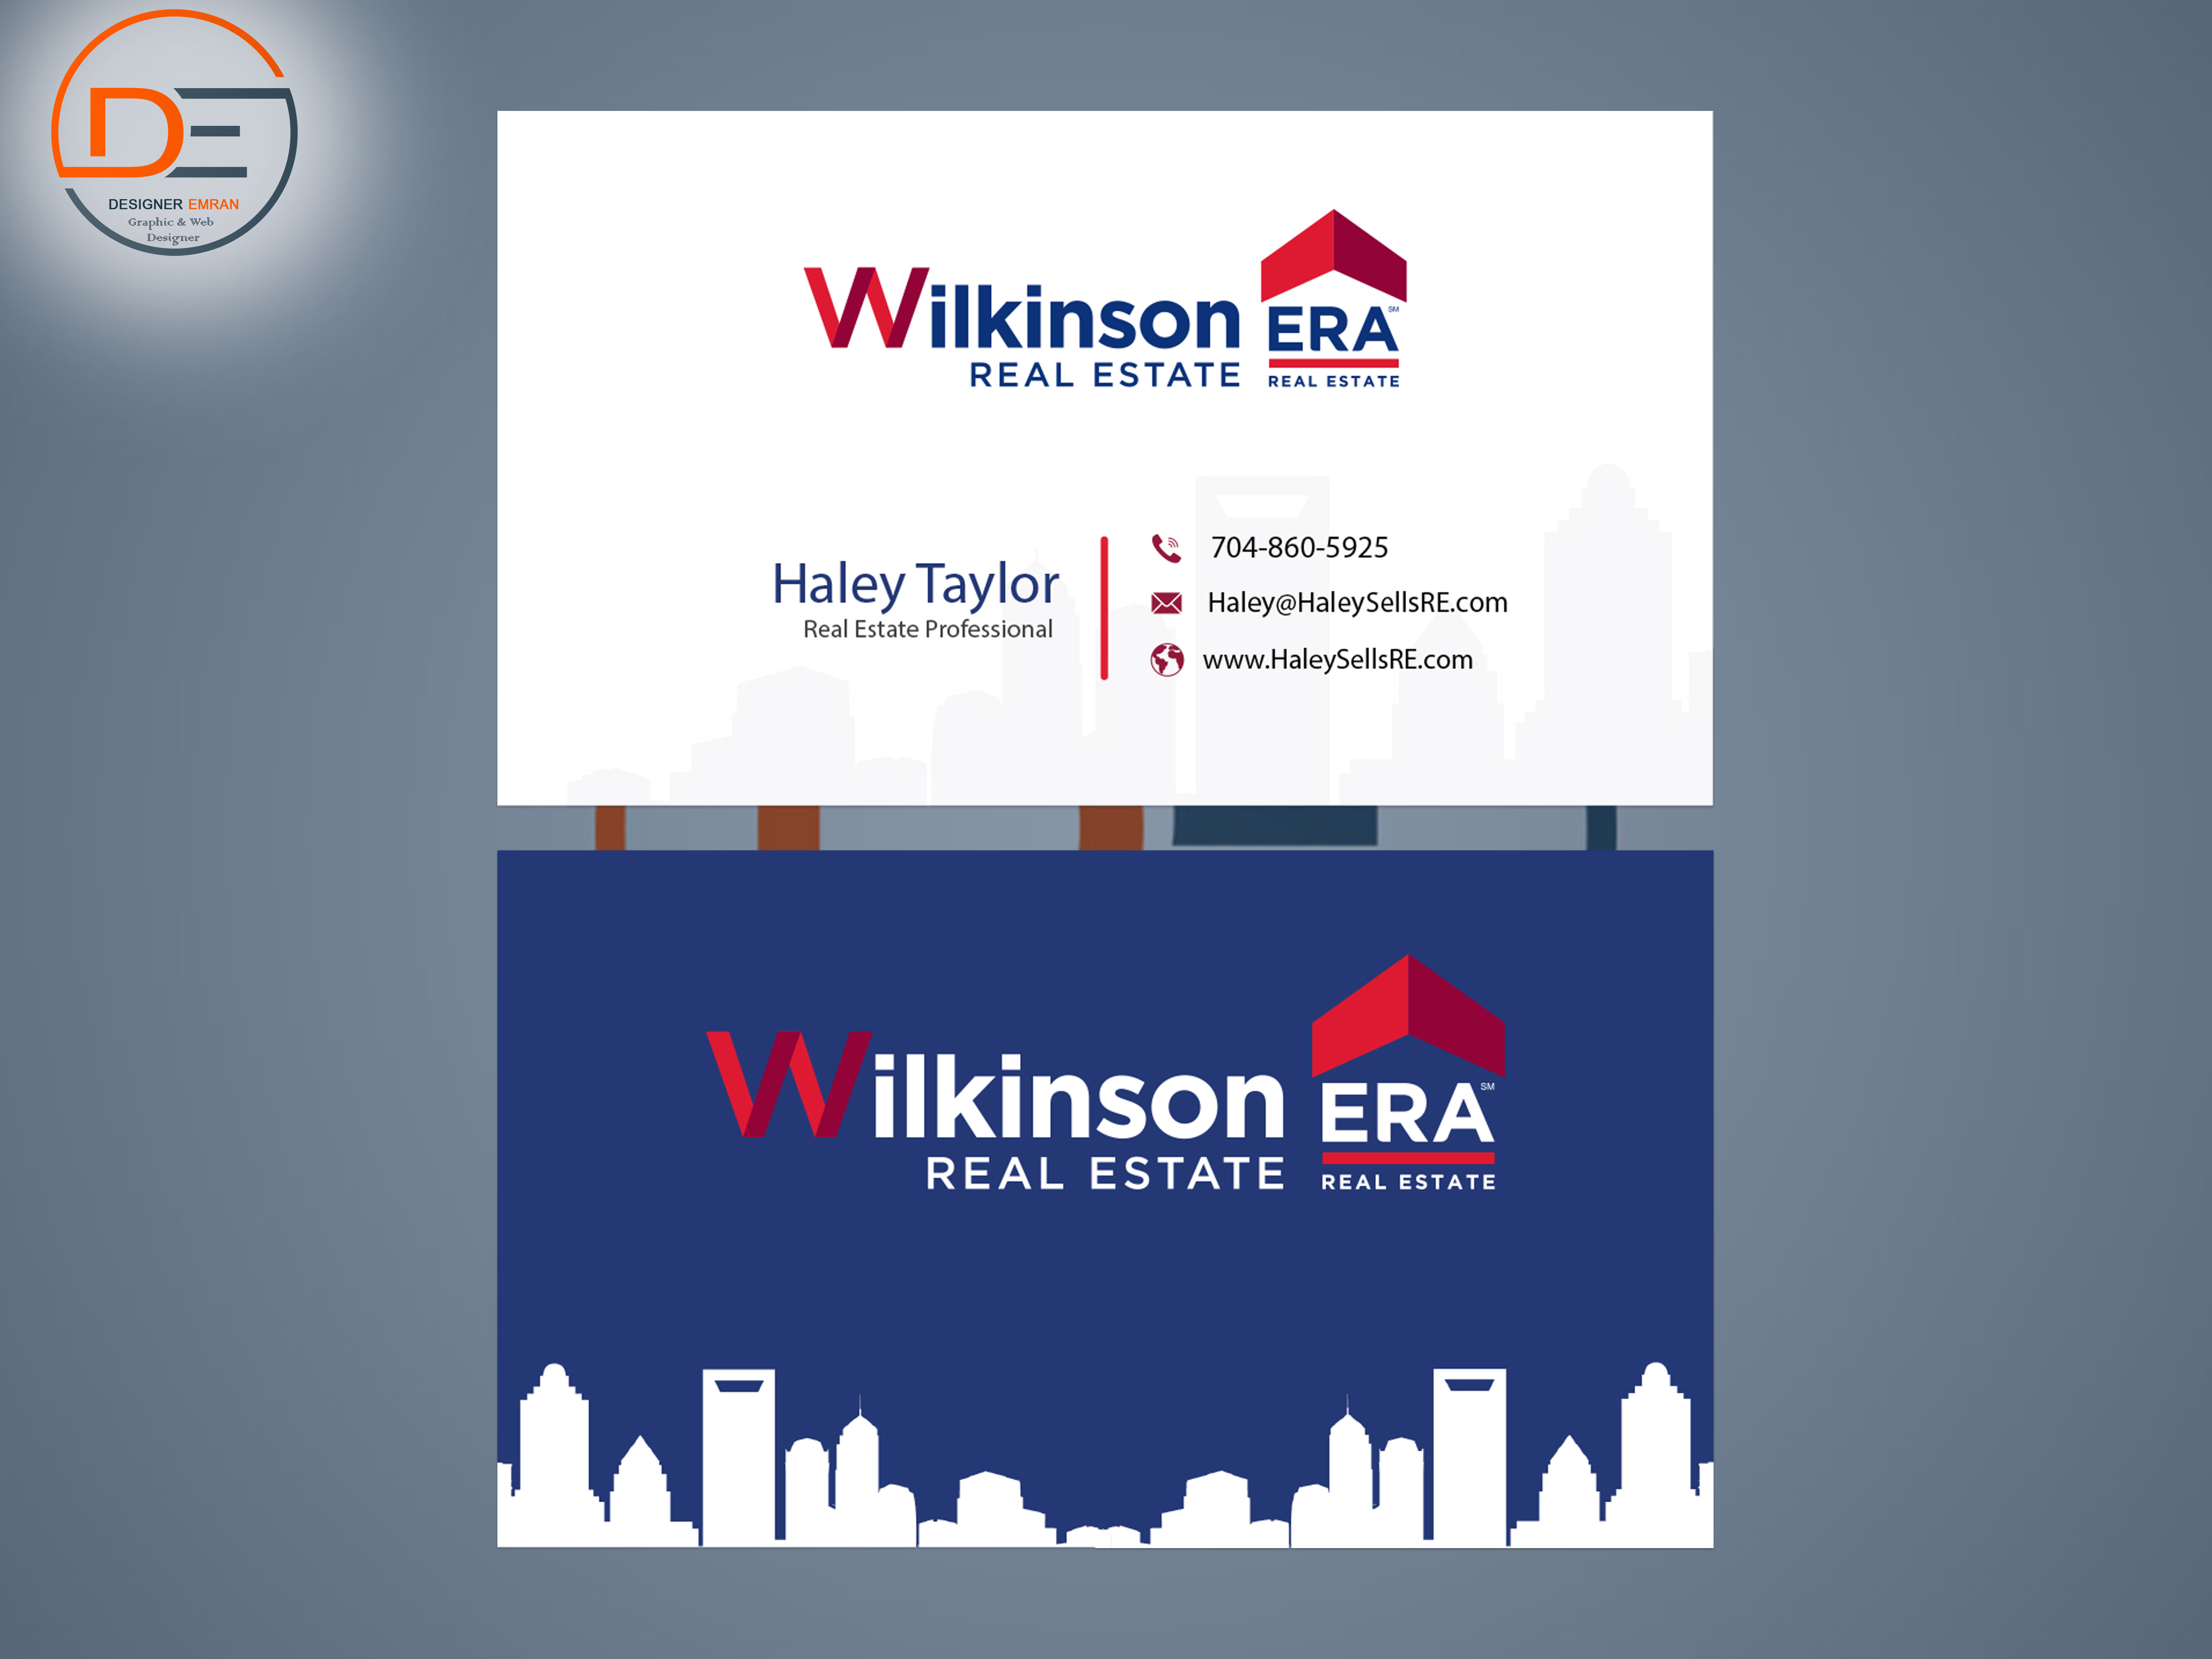 DE
DESIGNER EMRAN
Graphic & Web
Designer
Wilkinson
REAL ESTATE
ERA SM
REAL ESTATE
Haley Taylor
Real Estate Professional
704-860-5925
Haley@HaleySellsRE.com
www.HaleySellsRE.com
Wilkinson
REAL ESTATE
ERA SM
REAL ESTATE